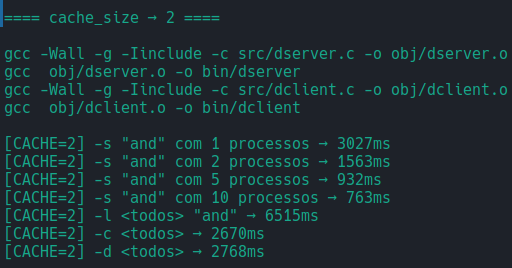 ==== cache_size → 2 ====
gcc -Wall -g -Iinclude -c src/dserver.c -o obj/dserver.o
gcc  obj/dserver.o -o bin/dserver
gcc -Wall -g -Iinclude -c src/dclient.c -o obj/dclient.o
gcc  obj/dclient.o -o bin/dclient
[CACHE=2] -s "and" com 1 processos → 3027ms
[CACHE=2] -s "and" com 2 processos → 1563ms
[CACHE=2] -s "and" com 5 processos → 932ms
[CACHE=2] -s "and" com 10 processos → 763ms
[CACHE=2] -l <todos> "and" → 6515ms
[CACHE=2] -c <todos> → 2670ms
[CACHE=2] -d <todos> → 2768ms